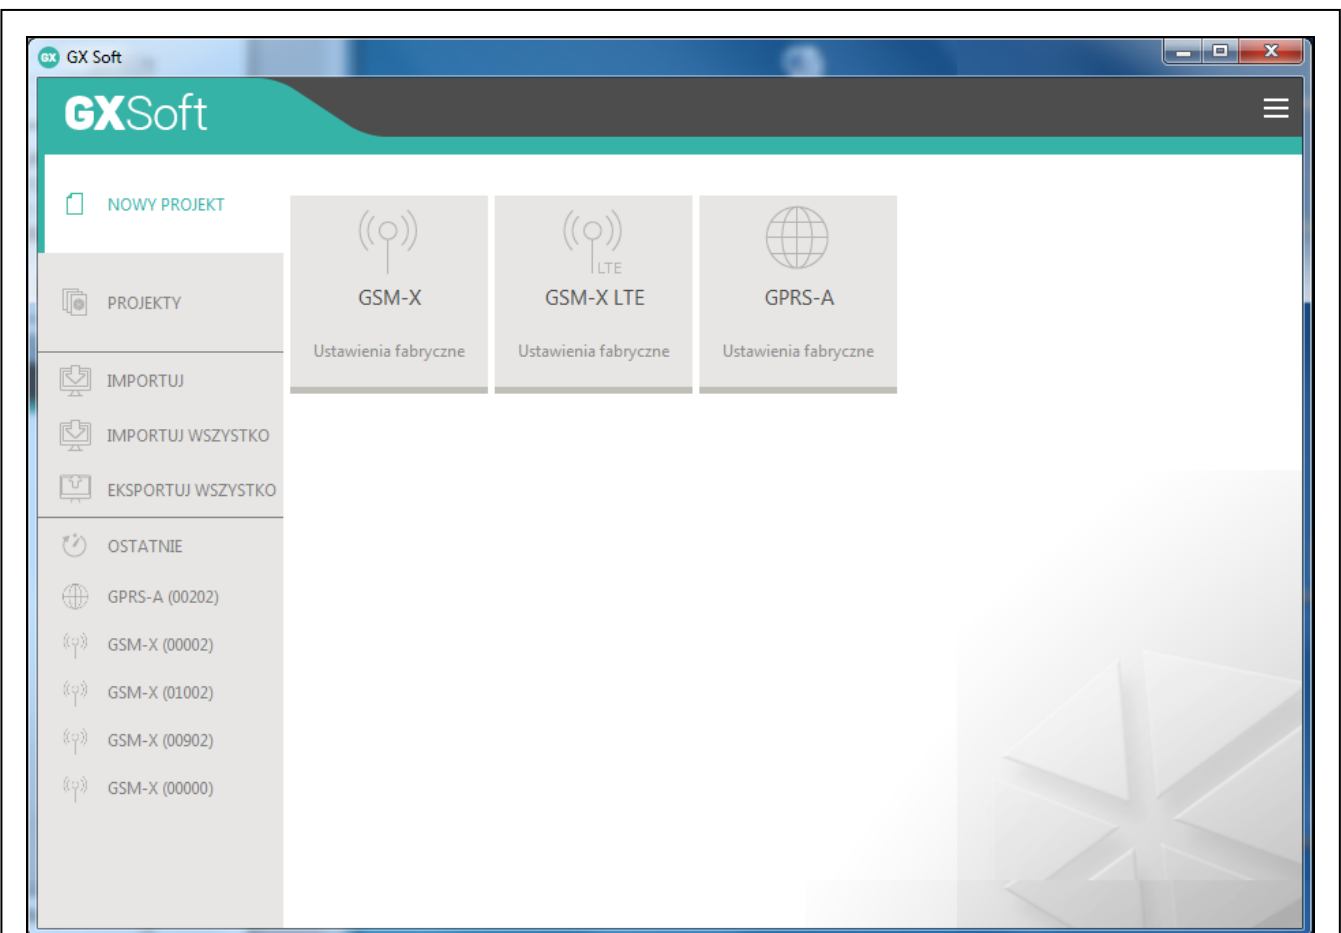 GX GX Soft
GXSoft
NOWY PROJEKT
PROJEKTY
IMPORTUJ
IMPORTUJ WSZYSTKO
EKSPORTUJ WSZYSTKO
OSTATNIE
GPRS-A (00202)
GSM-X (00002)
GSM-X (01002)
GSM-X (00902)
GSM-X (00000)
GSM-X
Ustawienia fabryczne
LTE
GSM-X LTE
Ustawienia fabryczne
GPRS-A
Ustawienia fabryczne